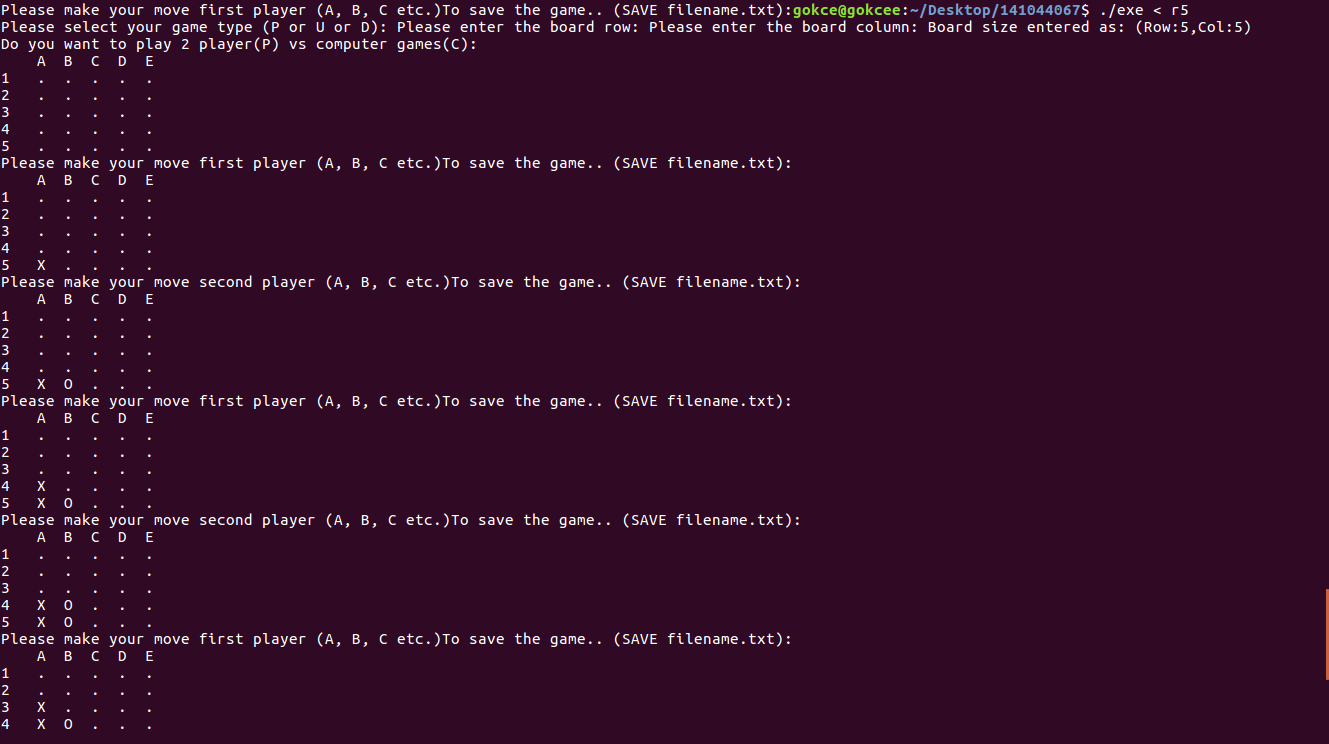 Please make your move first player (A, B, C etc.)To save the game.. (SAVE filename.txt):gokce@gokcee:~/Desktop/141044067$ ./exe < r5
Please select your game type (P or U or D): Please enter the board row: Please enter the board column: Board size entered as: (Row:5,Col:5)
Do you want to play 2 player(P) vs computer games(C):
    A  B  C  D  E
1   .  .  .  .  .
2   .  .  .  .  .
3   .  .  .  .  .
4   .  .  .  .  .
5   .  .  .  .  .
Please make your move first player (A, B, C etc.)To save the game.. (SAVE filename.txt):
    A  B  C  D  E
1   .  .  .  .  .
2   .  .  .  .  .
3   .  .  .  .  .
4   .  .  .  .  .
5   X  .  .  .  .
Please make your move second player (A, B, C etc.)To save the game.. (SAVE filename.txt):
    A  B  C  D  E
1   .  .  .  .  .
2   .  .  .  .  .
3   .  .  .  .  .
4   .  .  .  .  .
5   X  O  .  .  .
Please make your move first player (A, B, C etc.)To save the game.. (SAVE filename.txt):
    A  B  C  D  E
1   .  .  .  .  .
2   .  .  .  .  .
3   .  .  .  .  .
4   X  .  .  .  .
5   X  O  .  .  .
Please make your move second player (A, B, C etc.)To save the game.. (SAVE filename.txt):
    A  B  C  D  E
1   .  .  .  .  .
2   .  .  .  .  .
3   .  .  .  .  .
4   X  O  .  .  .
5   X  O  .  .  .
Please make your move first player (A, B, C etc.)To save the game.. (SAVE filename.txt):
    A  B  C  D  E
1   .  .  .  .  .
2   .  .  .  .  .
3   X  .  .  .  .
4   X  O  .  .  .